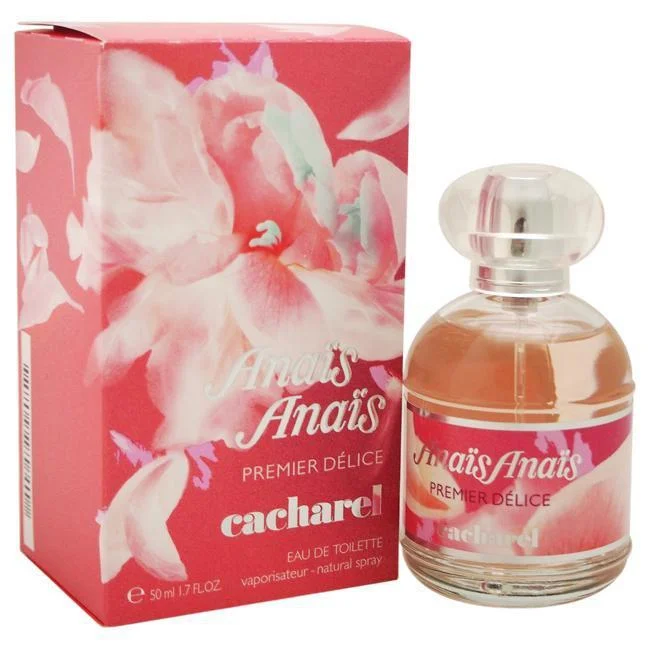 Anaïs
Anaïs
PREMIER DÉLICE
cacharel
EAU DE TOILETTE
vaporisateur - natural spray
e 50 ml 1.7 FL.OZ.
Anaïs Anaïs
PREMIER DÉLICE
cacharel